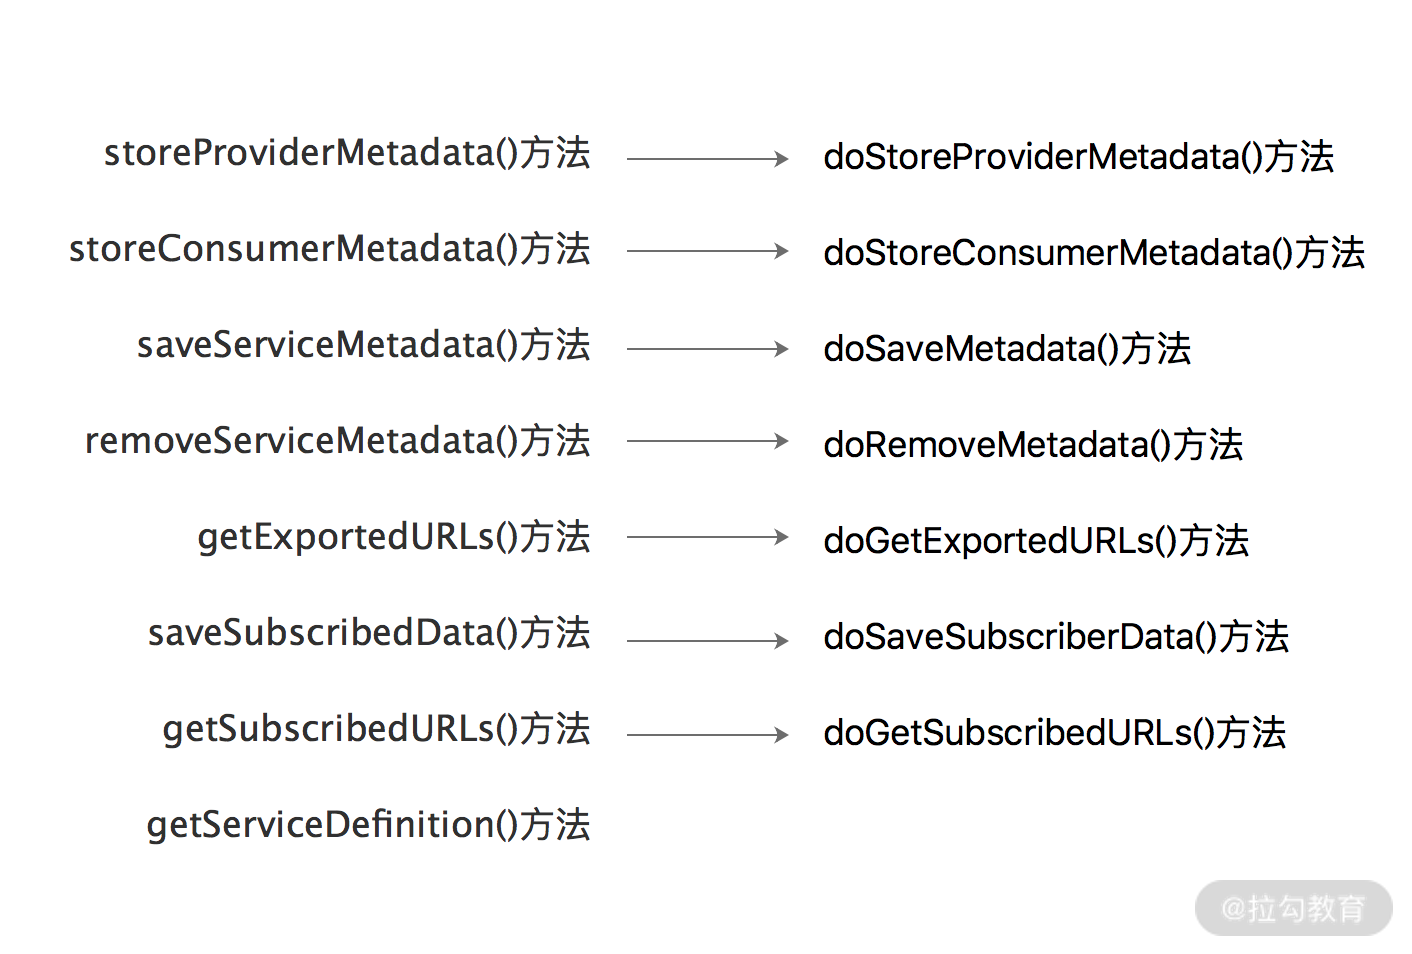 storeProviderMetadata()方法 doStoreProviderMetadata()方法
storeConsumerMetadata()方法 doStoreConsumerMetadata()方法
saveServiceMetadata()方法 doSaveMetadata()方法
removeServiceMetadata()方法 doRemoveMetadata()方法
getExportedURLs()方法 doGetExportedURLs()方法
saveSubscribedData()方法 doSaveSubscriberData()方法
getSubscribedURLs()方法 doGetSubscribedURLs()方法
getServiceDefinition()方法
@拉勾教育